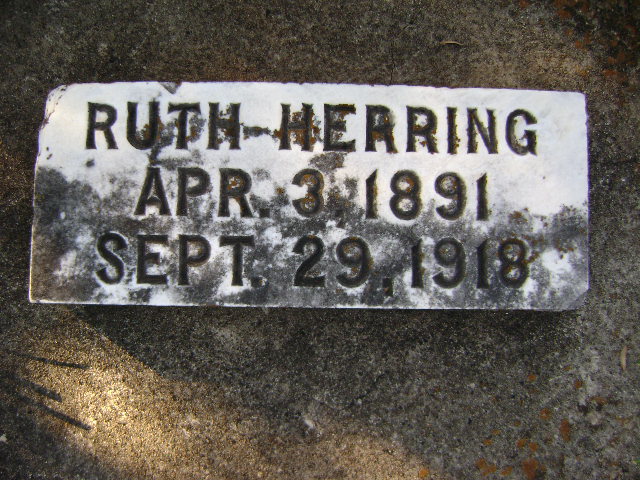 RUTH HERRING
APR. 3, 1891
SEPT. 29, 1918